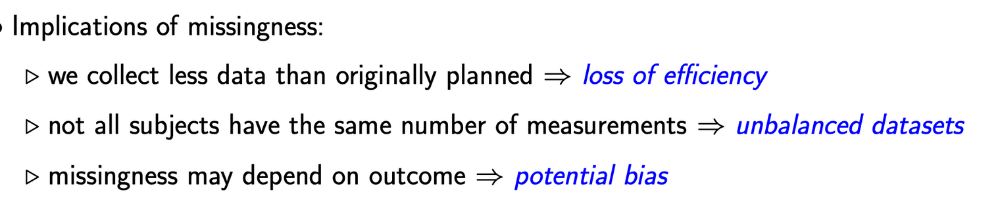 • Implications of missingness:
▷ we collect less data than originally planned ⇒ loss of efficiency
▷ not all subjects have the same number of measurements ⇒ unbalanced datasets
▷ missingness may depend on outcome ⇒ potential bias